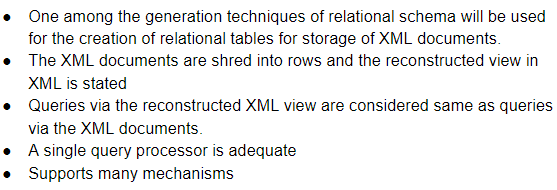 ● One among the generation techniques of relational schema will be used
for the creation of relational tables for storage of XML documents.
● The XML documents are shred into rows and the reconstructed view in
XML is stated
● Queries via the reconstructed XML view are considered same as queries
via the XML documents.
● A single query processor is adequate
● Supports many mechanisms